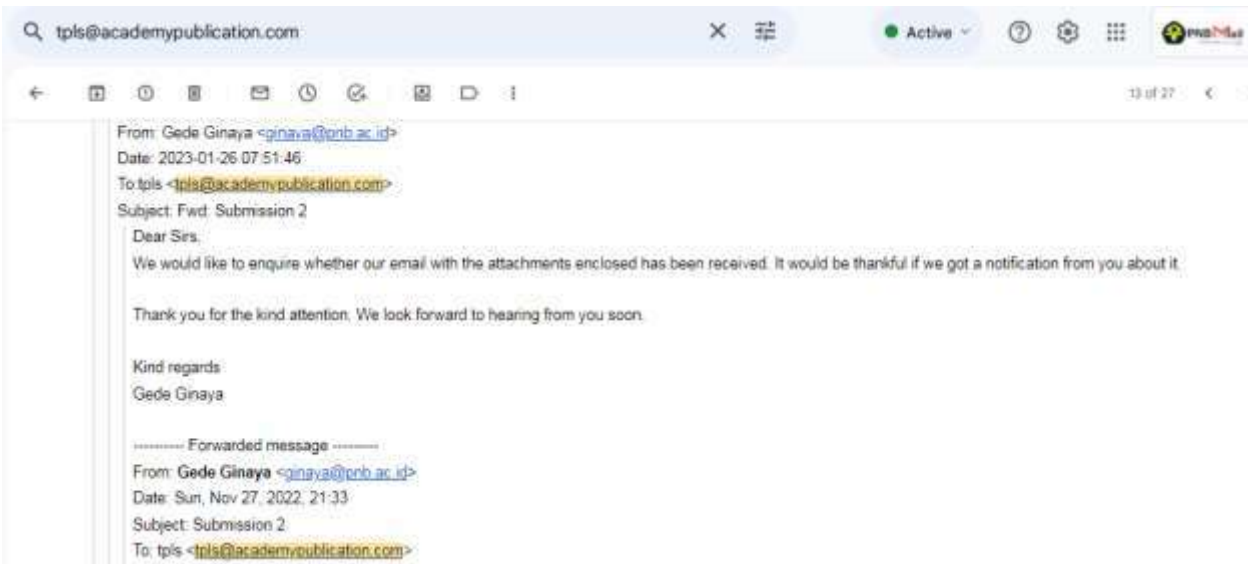 tpls@academypublication.com
Active
PNBMail
13 of 27
From: Gede Ginaya <ginaya@pnb.ac.id>
Date: 2023-01-26 07:51:46
To:tpls <tpls@academypublication.com>
Subject: Fwd: Submission 2
Dear Sirs,
We would like to enquire whether our email with the attachments enclosed has been received. It would be thankful if we got a notification from you about it.
Thank you for the kind attention. We look forward to hearing from you soon.
Kind regards
Gede Ginaya
---------- Forwarded message ---------
From: Gede Ginaya <ginaya@pnb.ac.id>
Date: Sun, Nov 27, 2022, 21:33
Subject: Submission 2
To: tpls <tpls@academypublication.com>